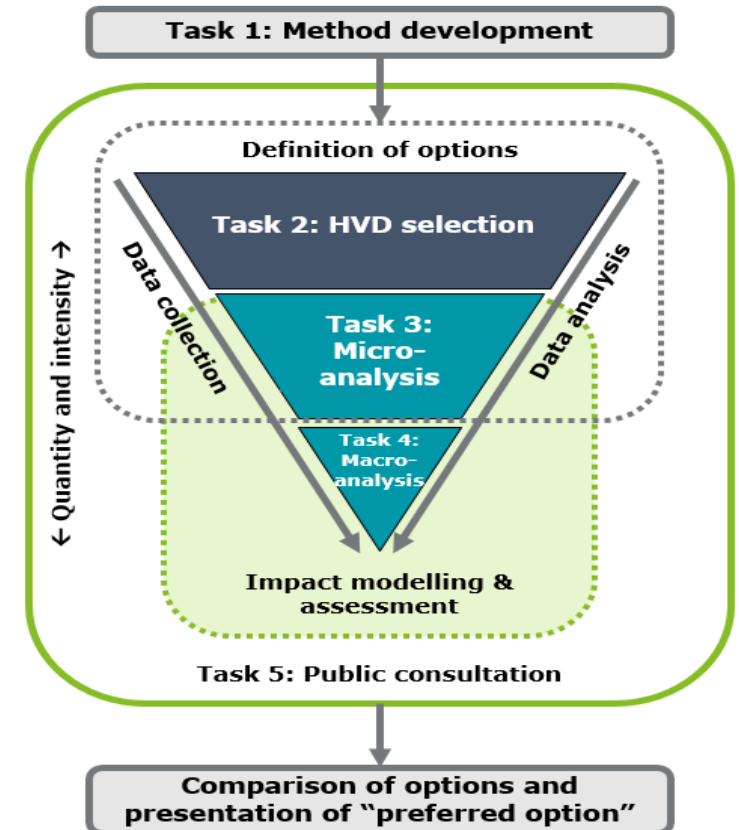 Task 1: Method development
Definition of options
Task 2: HVD selection
Data collection
Data analysis
← Quantity and intensity →
Task 3:
Micro-
analysis
Task 4:
Macro-
analysis
Impact modelling &
assessment
Task 5: Public consultation
Comparison of options and
presentation of “preferred option”